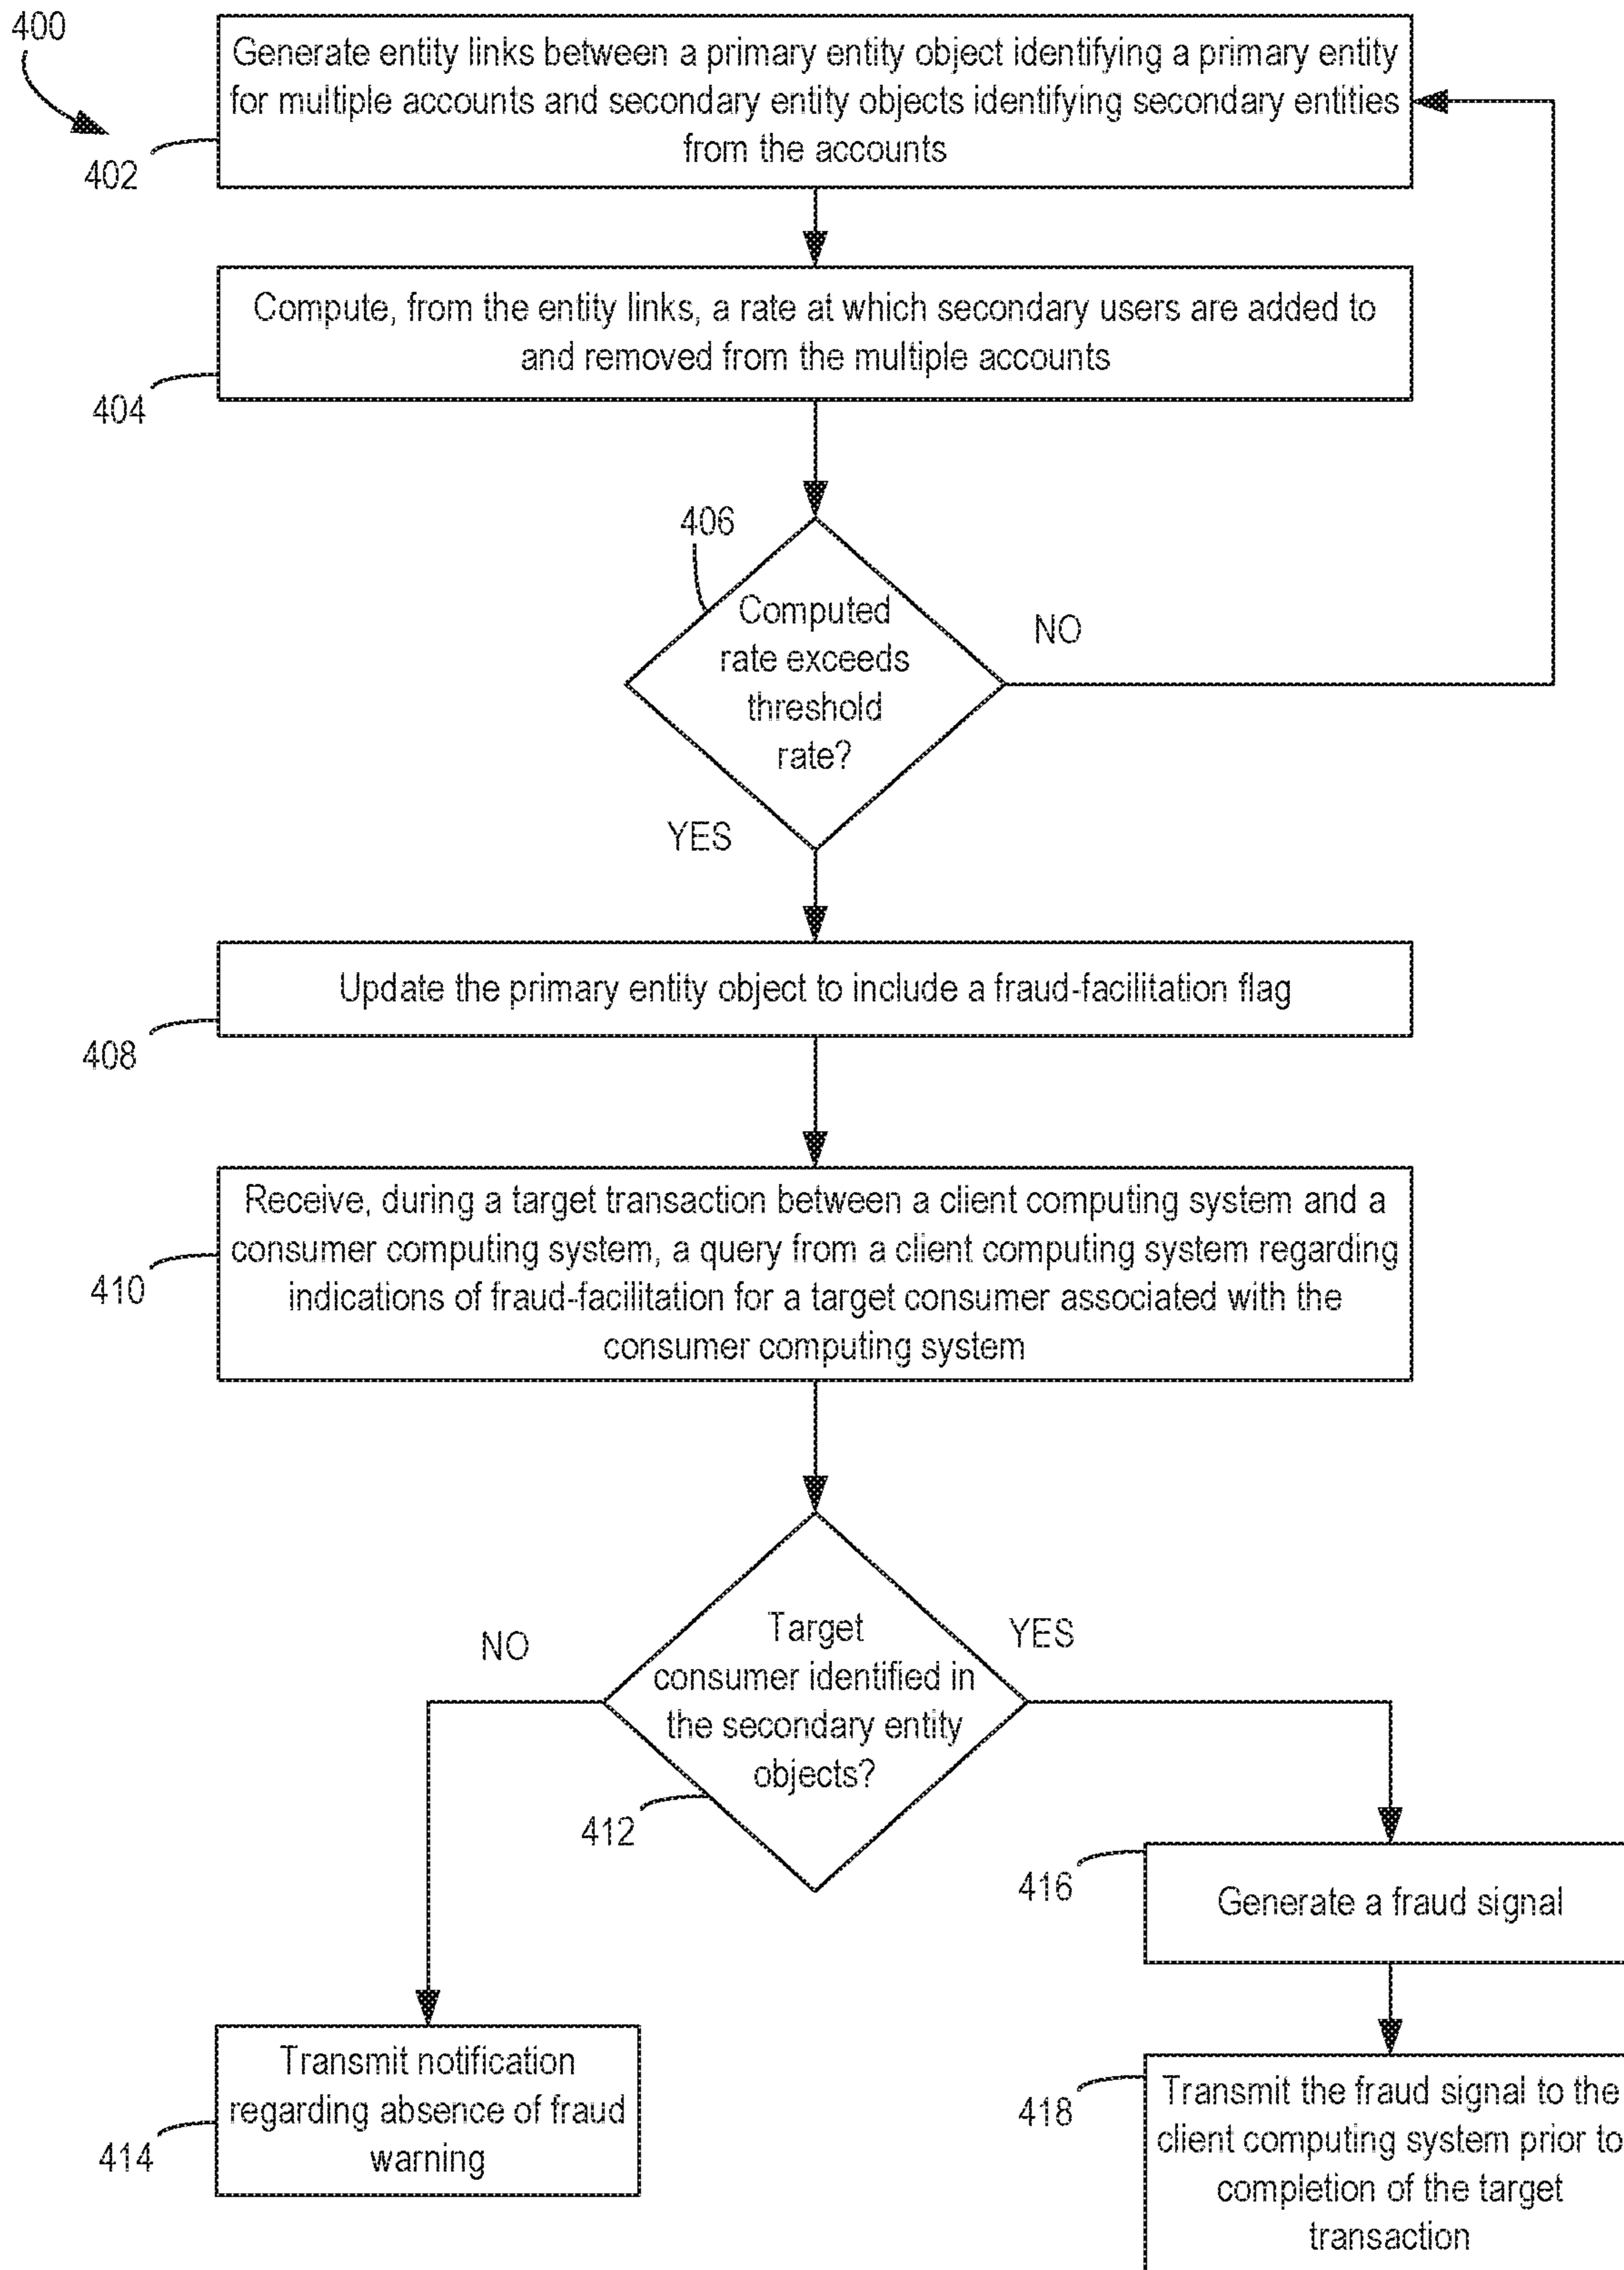 400
Generate entity links between a primary entity object identifying a primary entity
for multiple accounts and secondary entity objects identifying secondary entities
from the accounts
402
Compute, from the entity links, a rate at which secondary users are added to
and removed from the multiple accounts
404
406
Computed
rate exceeds
threshold
rate?
NO
YES
Update the primary entity object to include a fraud-facilitation flag
408
Receive, during a target transaction between a client computing system and a
consumer computing system, a query from a client computing system regarding
indications of fraud-facilitation for a target consumer associated with the
consumer computing system
410
Target
consumer identified in
the secondary entity
objects?
NO
YES
412
416
Generate a fraud signal
Transmit notification
regarding absence of fraud
warning
414
418
Transmit the fraud signal to the
client computing system prior to
completion of the target
transaction